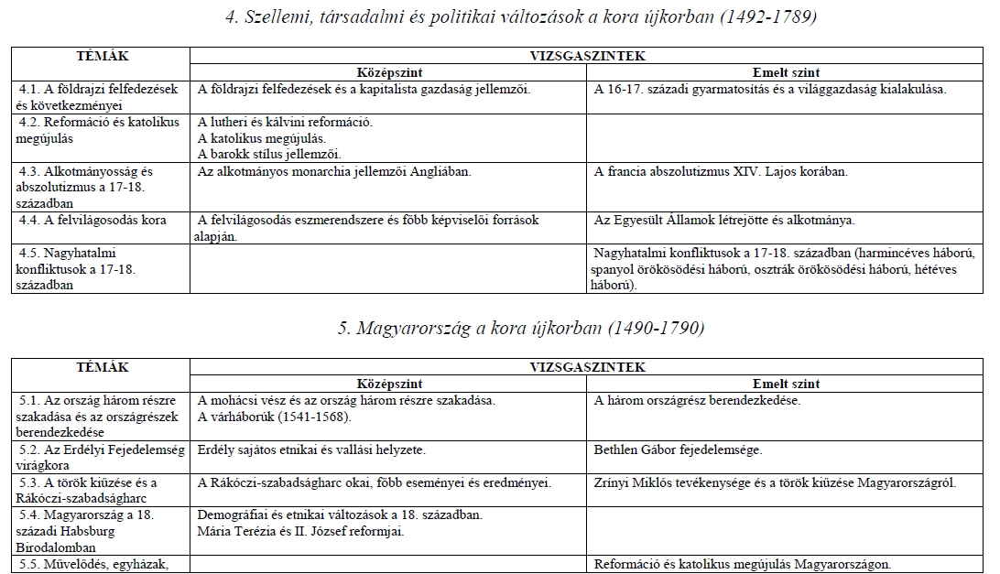 4. Szellemi, társadalmi és politikai változások a kora újkorban (1492-1789)
TÉMÁK
VIZSGASZINTEK
Középszint
Emelt szint
4.1. A földrajzi felfedezések
és következményei
A földrajzi felfedezések és a kapitalista gazdaság jellemzői.
A 16-17. századi gyarmatosítás és a világgazdaság kialakulása.
4.2. Reformáció és katolikus
megújulás
A lutheri és kálvini reformáció.
A katolikus megújulás.
A barokk stílus jellemzői.
4.3. Alkotmányosság és
abszolutizmus a 17-18.
században
Az alkotmányos monarchia jellemzői Angliában.
A francia abszolutizmus XIV. Lajos korában.
4.4. A felvilágosodás kora
A felvilágosodás eszmerendszere és főbb képviselői források
alapján.
Az Egyesült Államok létrejötte és alkotmánya.
4.5. Nagyhatalmi
konfliktusok a 17-18.
században
Nagyhatalmi konfliktusok a 17-18. században (harmincéves háború,
spanyol örökösödési háború, osztrák örökösödési háború, hétéves
háború).
5. Magyarország a kora újkorban (1490-1790)
TÉMÁK
VIZSGASZINTEK
Középszint
Emelt szint
5.1. Az ország három részre
szakadása és az országrészek
berendezkedése
A mohácsi vész és az ország három részre szakadása.
A várháborúk (1541-1568).
A három országrész berendezkedése.
5.2. Az Erdélyi Fejedelemség
virágkora
Erdély sajátos etnikai és vallási helyzete.
Bethlen Gábor fejedelemsége.
5.3. A török kiűzése és a
Rákóczi-szabadságharc
A Rákóczi-szabadságharc okai, főbb eseményei és eredményei.
Zrínyi Miklós tevékenysége és a török kiűzése Magyarországról.
5.4. Magyarország a 18.
századi Habsburg
Birodalomban
Demográfiai és etnikai változások a 18. században.
Mária Terézia és II. József reformjai.
5.5. Művelődés, egyházak,
Reformáció és katolikus megújulás Magyarországon.